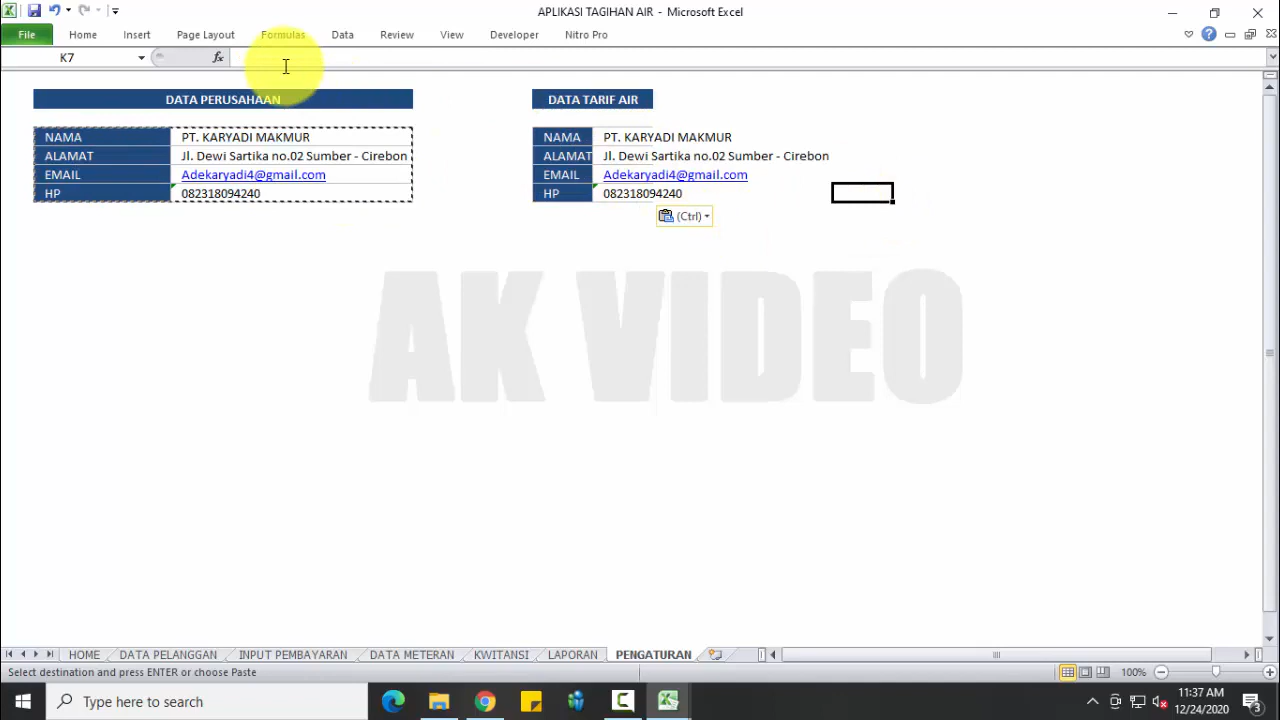 APLIKASI TAGIHAN AIR - Microsoft Excel
File Home Insert Page Layout Formulas Data Review View Developer Nitro Pro
K7 fx
DATA PERUSAHAAN
NAMA PT. KARYADI MAKMUR
ALAMAT Jl. Dewi Sartika no.02 Sumber - Cirebon
EMAIL Adekaryadi4@gmail.com
HP 082318094240
DATA TARIF AIR
NAMA PT. KARYADI MAKMUR
ALAMAT Jl. Dewi Sartika no.02 Sumber - Cirebon
EMAIL Adekaryadi4@gmail.com
HP 082318094240
(Ctrl)
AK VIDEO
HOME DATA PELANGGAN INPUT PEMBAYARAN DATA METERAN KWITANSI LAPORAN PENGATURAN
Select destination and press ENTER or choose Paste 100%
Type here to search
11:37 AM
12/24/2020
3